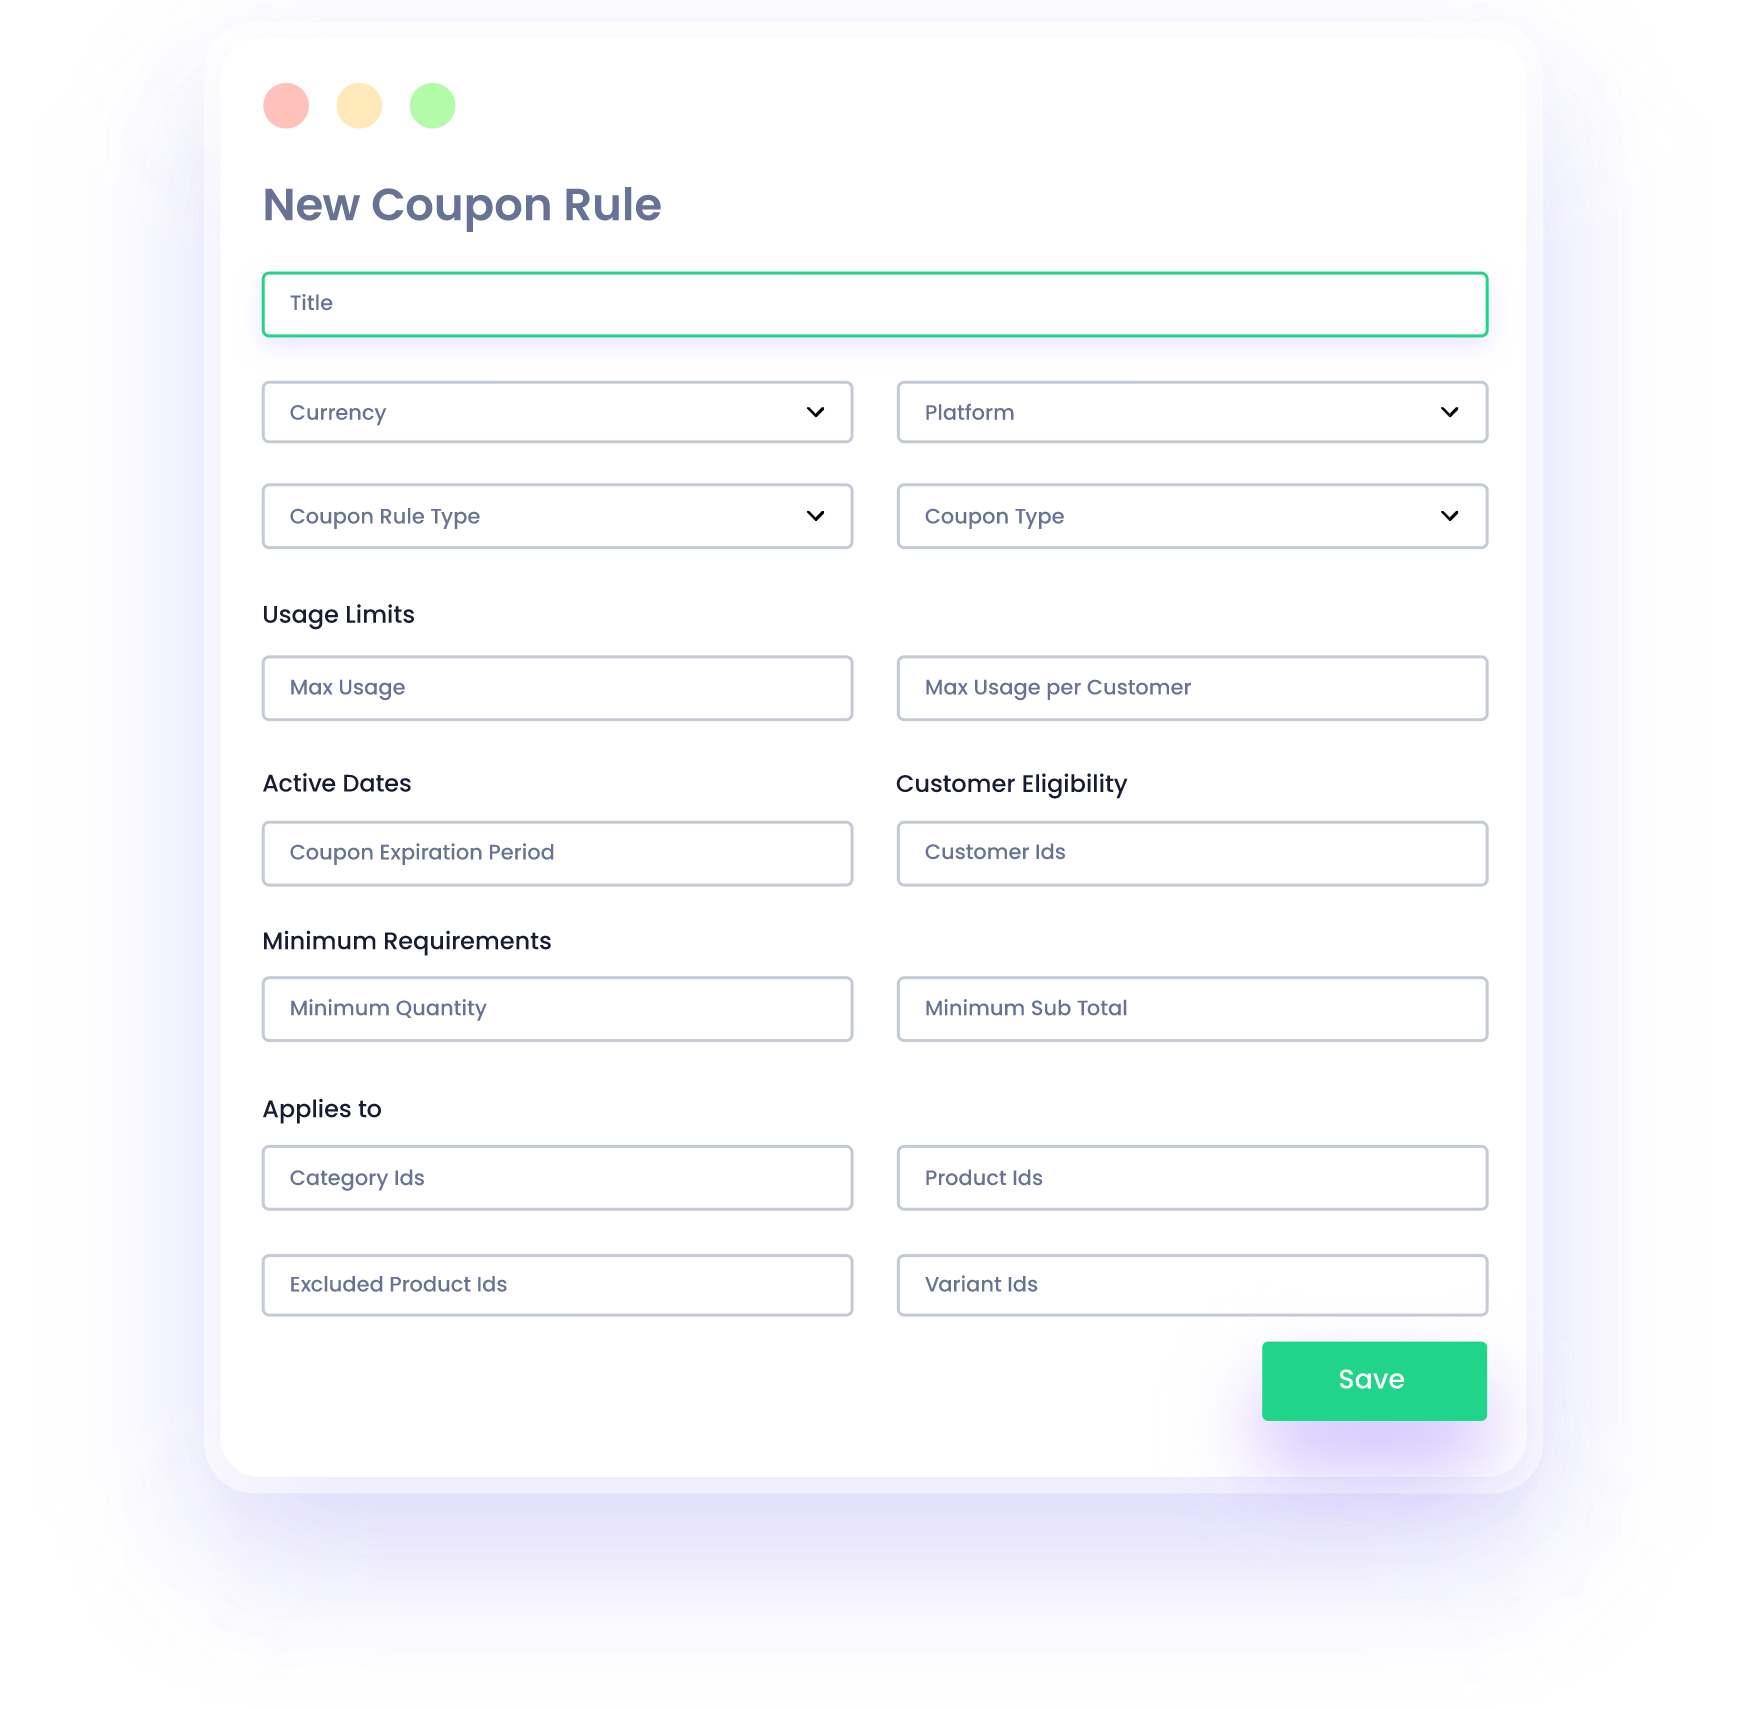 New Coupon Rule
Title
Currency
Platform
Coupon Rule Type
Coupon Type
Usage Limits
Max Usage
Max Usage per Customer
Active Dates
Customer Eligibility
Coupon Expiration Period
Customer Ids
Minimum Requirements
Minimum Quantity
Minimum Sub Total
Applies to
Category Ids
Product Ids
Excluded Product Ids
Variant Ids
Save